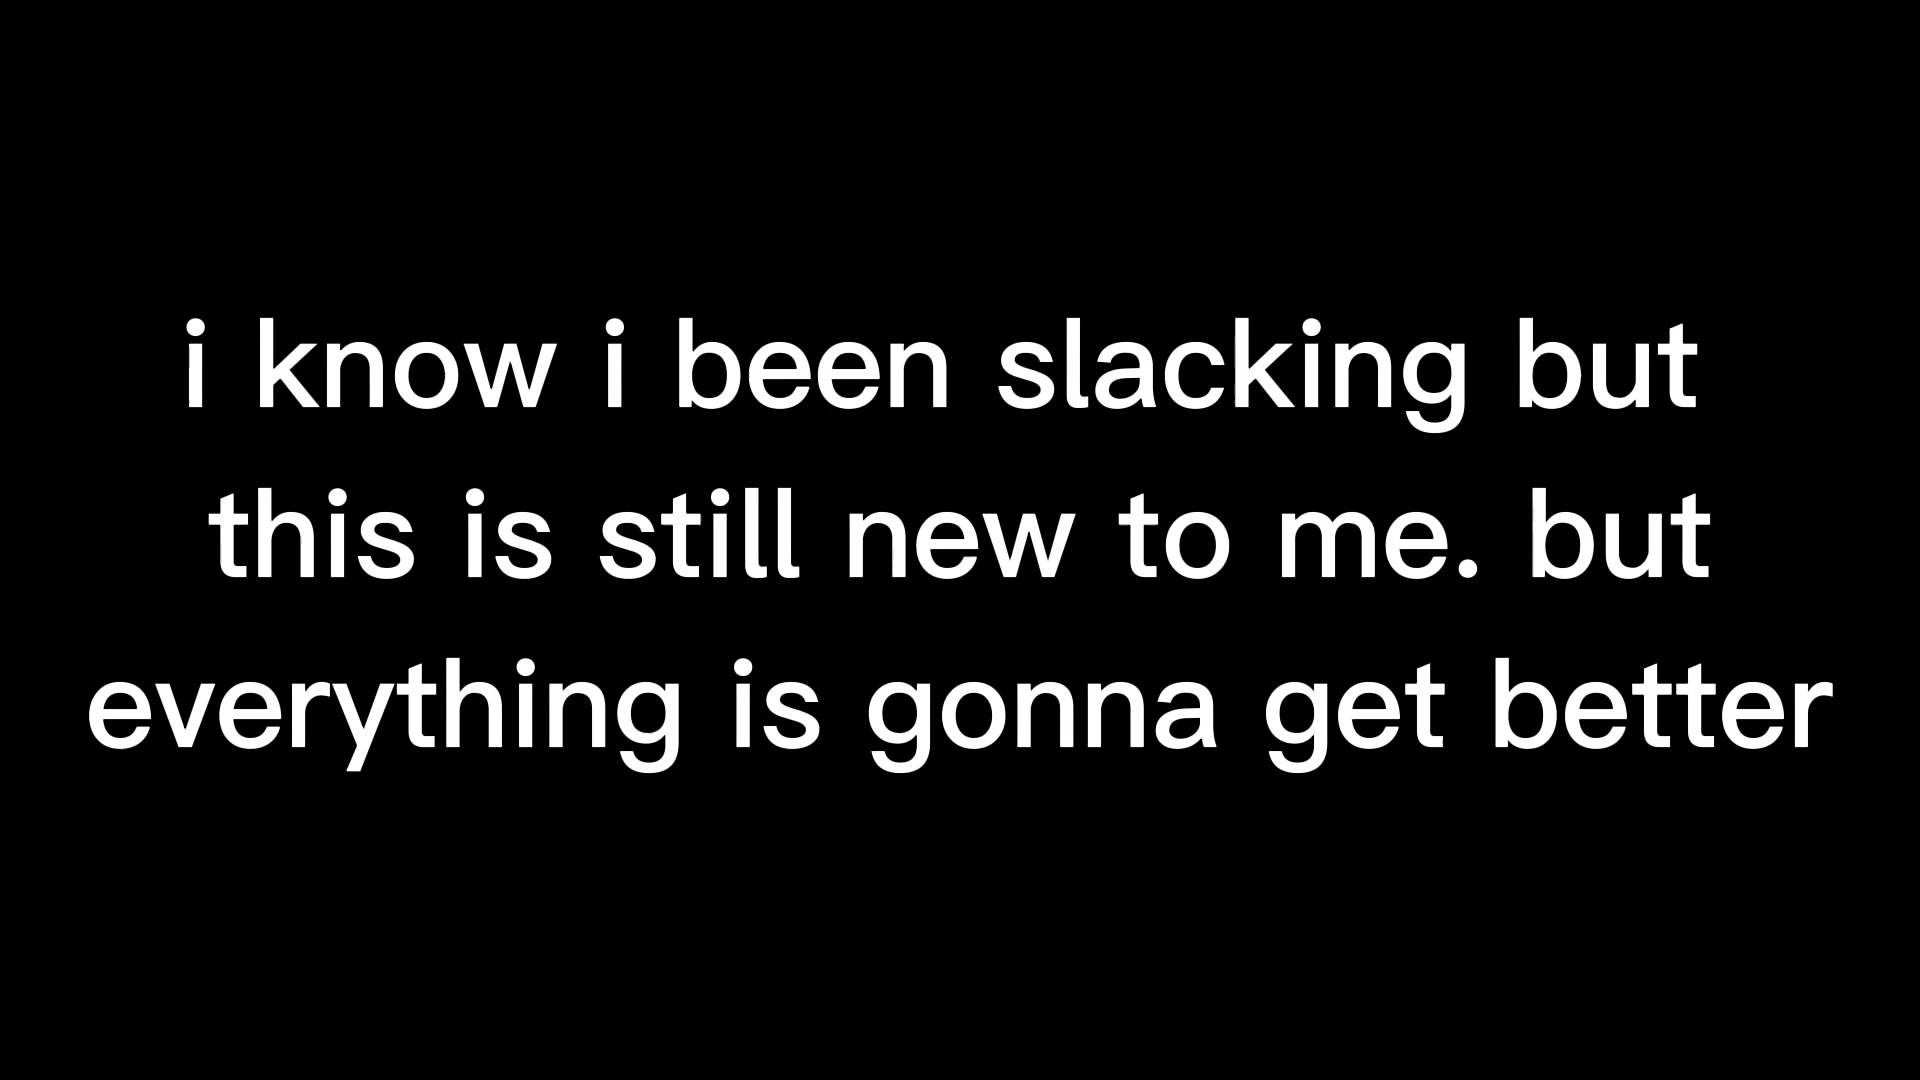 i know i been slacking but
this is still new to me. but
everything is gonna get better